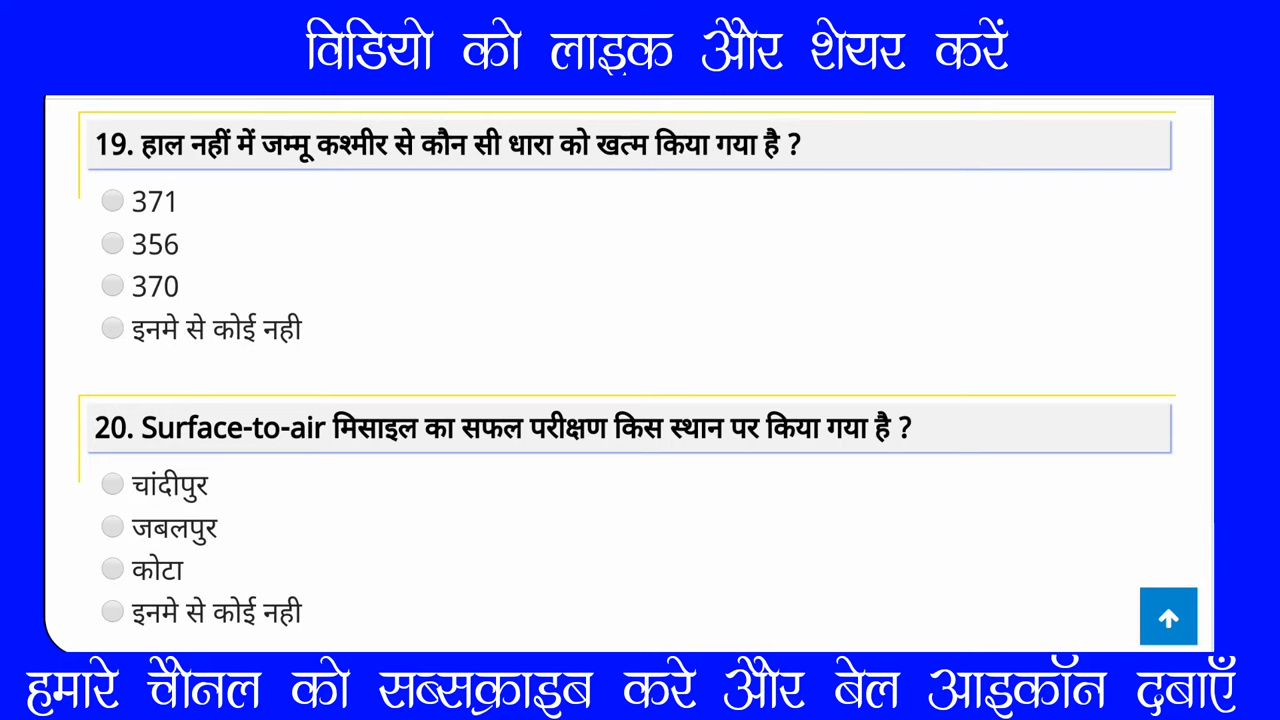 विडियो को लाइक और शेयर करें
19. हाल नहीं में जम्मू कश्मीर से कौन सी धारा को खत्म किया गया है ?
371
356
370
इनमे से कोई नही
20. Surface-to-air मिसाइल का सफल परीक्षण किस स्थान पर किया गया है ?
चांदीपुर
जबलपुर
कोटा
इनमे से कोई नही
हमारे चैनल को सब्सक्राइब करे और बेल आइकॉन दबाएँ